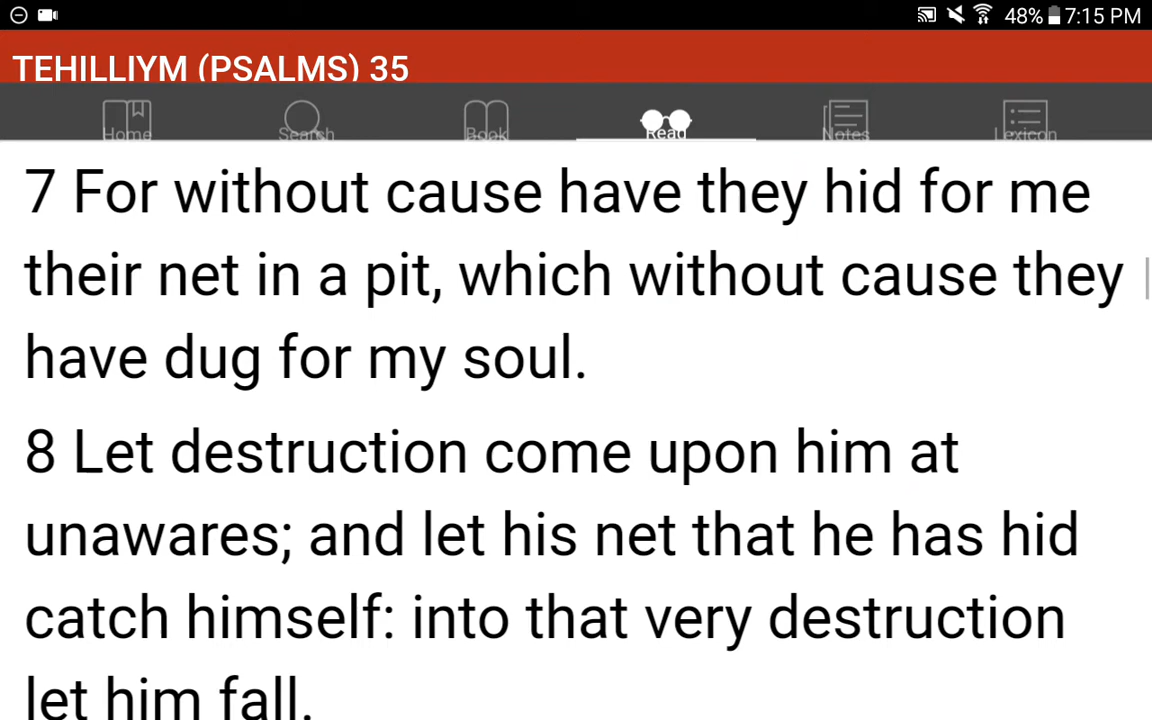 48% 7:15 PM
TEHILLIYM (PSALMS) 35
Home Search Book Read Notes Lexicon
7 For without cause have they hid for me
their net in a pit, which without cause they
have dug for my soul.
8 Let destruction come upon him at
unawares; and let his net that he has hid
catch himself: into that very destruction
let him fall.